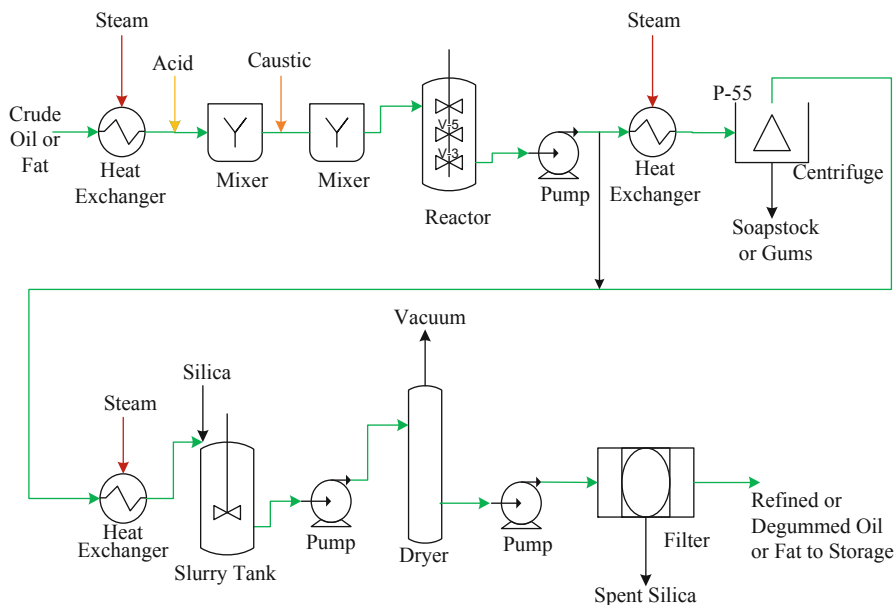 Steam
Acid
Caustic
Steam
P-55
Crude
Oil or
Fat
Heat
Exchanger
Mixer
Mixer
V-5
V-3
Reactor
Pump
Heat
Exchanger
Centrifuge
Soapstock
or Gums
Vacuum
Silica
Steam
Heat
Exchanger
Slurry Tank
Pump
Dryer
Pump
Filter
Refined or
Degummed Oil
or Fat to Storage
Spent Silica